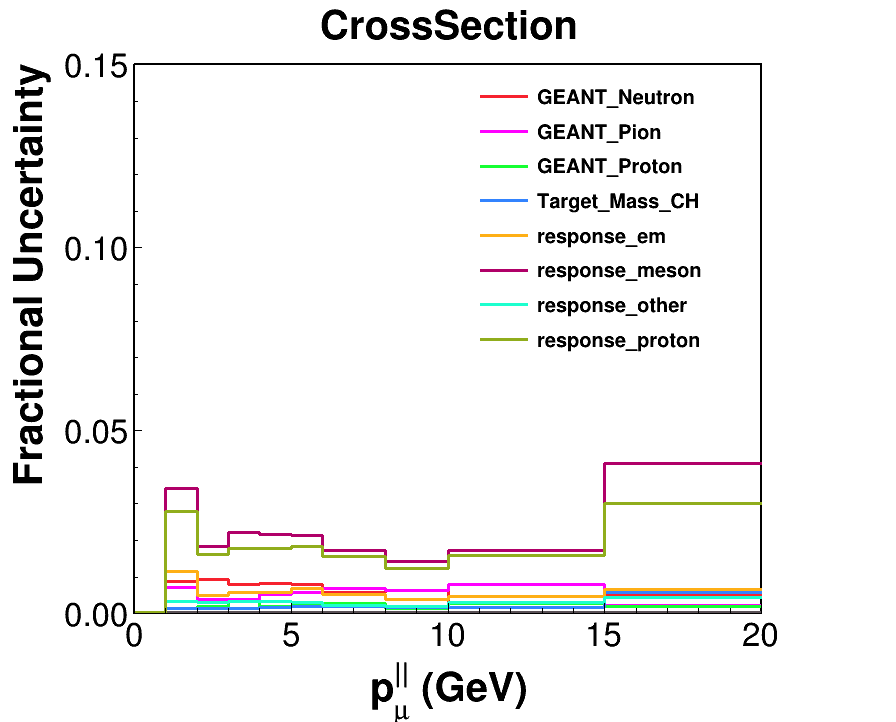 CrossSection
Fractional Uncertainty
0.15
0.10
0.05
0.00
GEANT_Neutron
GEANT_Pion
GEANT_Proton
Target_Mass_CH
response_em
response_meson
response_other
response_proton
0 5 10 15 20
p_μ^|| (GeV)